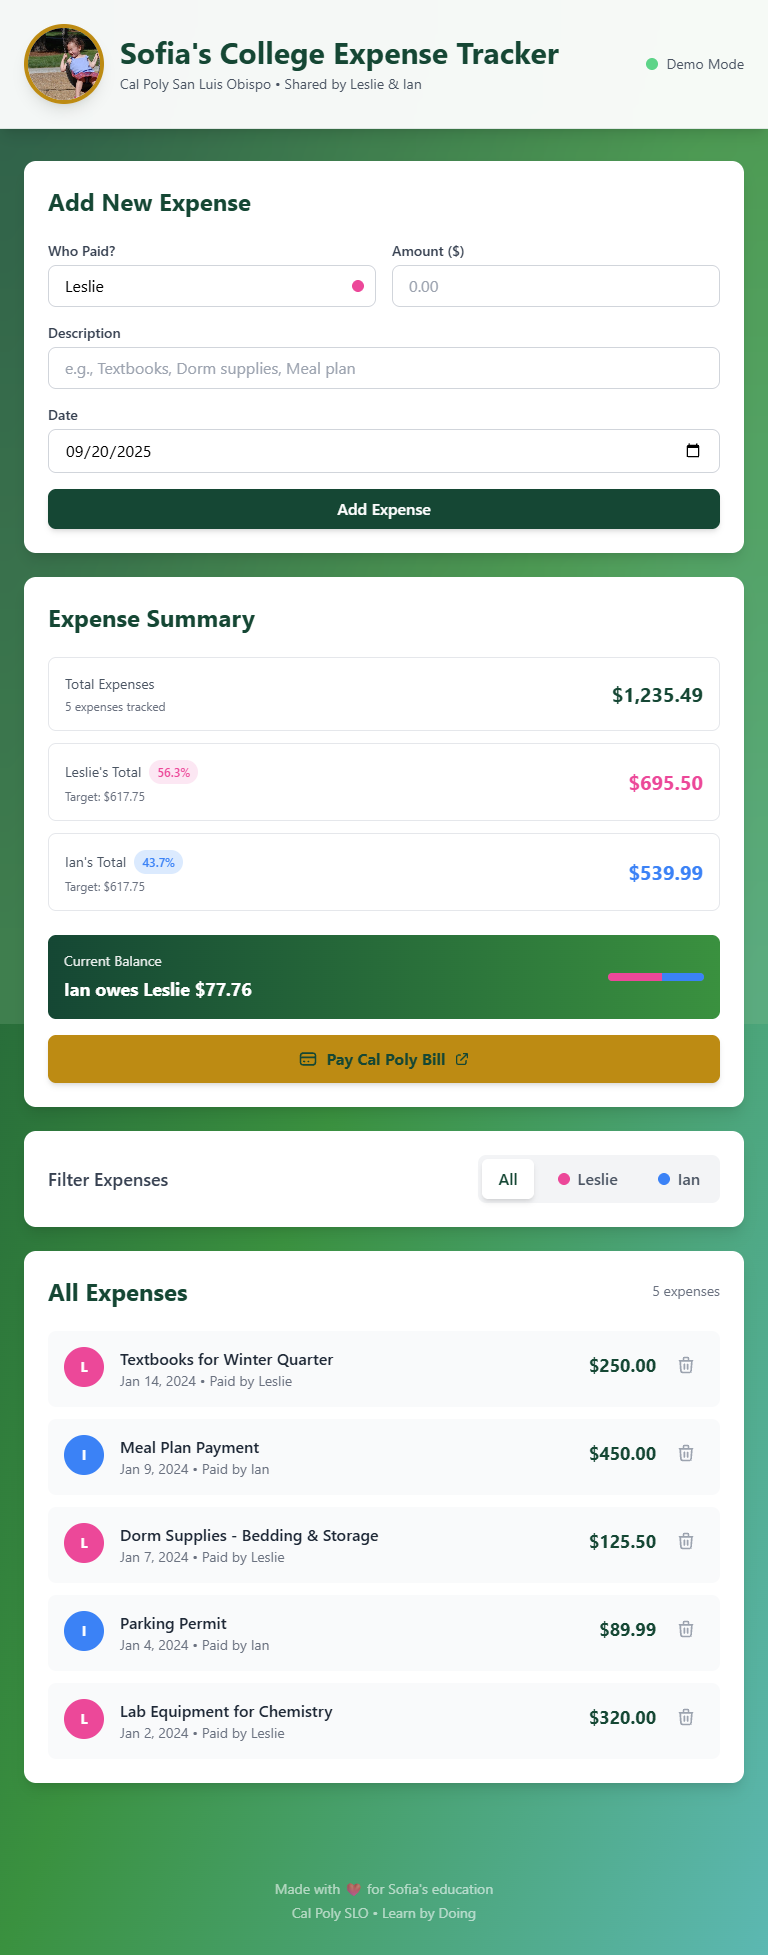 Sofia's College Expense Tracker
Cal Poly San Luis Obispo • Shared by Leslie & Ian
Demo Mode
Add New Expense
Who Paid?
Amount ($)
Leslie
0.00
Description
e.g., Textbooks, Dorm supplies, Meal plan
Date
09/20/2025
Add Expense
Expense Summary
Total Expenses
5 expenses tracked
$1,235.49
Leslie's Total 56.3%
Target: $617.75
$695.50
Ian's Total 43.7%
Target: $617.75
$539.99
Current Balance
Ian owes Leslie $77.76
Pay Cal Poly Bill
Filter Expenses
All
Leslie
Ian
All Expenses
5 expenses
L
Textbooks for Winter Quarter
Jan 14, 2024 • Paid by Leslie
$250.00
I
Meal Plan Payment
Jan 9, 2024 • Paid by Ian
$450.00
L
Dorm Supplies - Bedding & Storage
Jan 7, 2024 • Paid by Leslie
$125.50
I
Parking Permit
Jan 4, 2024 • Paid by Ian
$89.99
L
Lab Equipment for Chemistry
Jan 2, 2024 • Paid by Leslie
$320.00
Made with ❤️ for Sofia's education
Cal Poly SLO • Learn by Doing